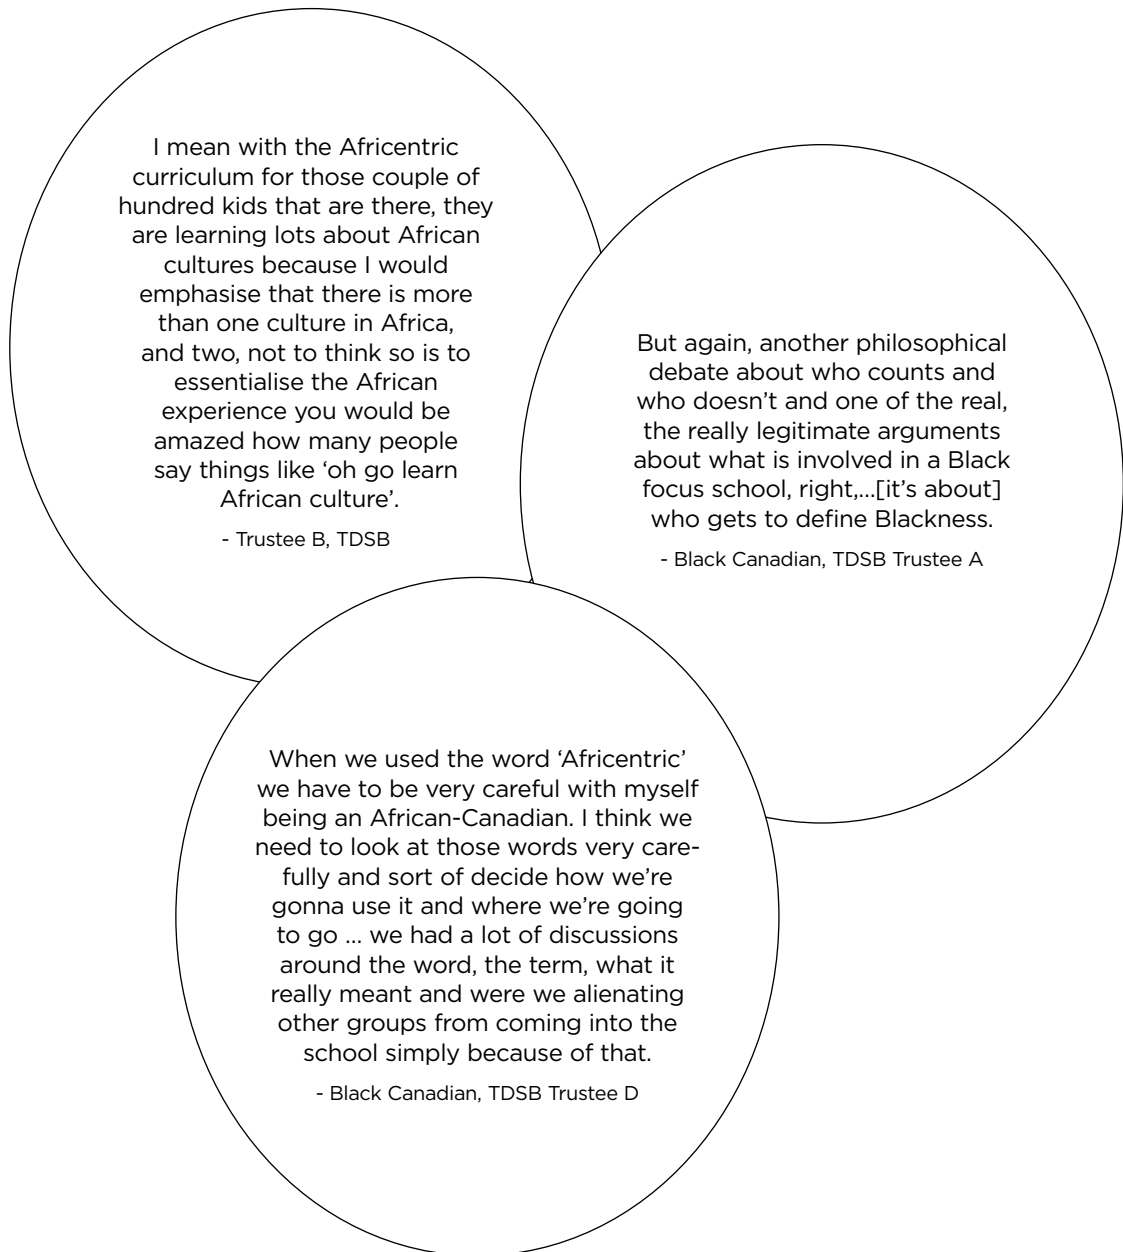 I mean with the Africentric
curriculum for those couple of
hundred kids that are there, they
are learning lots about African
cultures because I would
emphasise that there is more
than one culture in Africa,
and two, not to think so is to
essentialise the African
experience you would be
amazed how many people
say things like ‘oh go learn
African culture’.
- Trustee B, TDSB
But again, another philosophical
debate about who counts and
who doesn’t and one of the real,
the really legitimate arguments
about what is involved in a Black
focus school, right,...[it’s about]
who gets to define Blackness.
- Black Canadian, TDSB Trustee A
When we used the word ‘Africentric’
we have to be very careful with myself
being an African-Canadian. I think we
need to look at those words very care-
fully and sort of decide how we’re
gonna use it and where we’re going
to go ... we had a lot of discussions
around the word, the term, what it
really meant and were we alienating
other groups from coming into the
school simply because of that.
- Black Canadian, TDSB Trustee D